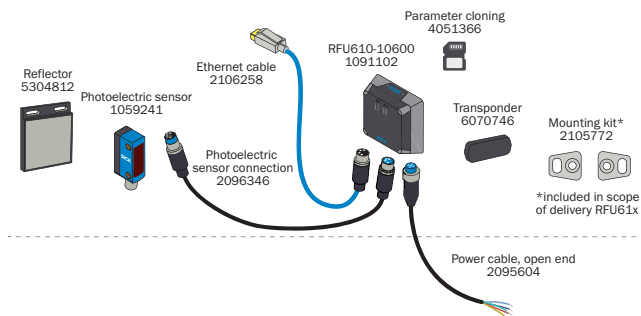 Parameter cloning
4051366
RFU610-10600
1091102
Ethernet cable
2106258
Reflector
5304812
Photoelectric sensor
1059241
Transponder
6070746
Mounting kit*
2105772
Photoelectric
sensor connection
2096346
*included in scope
of delivery RFU61x
Power cable, open end
2095604
SICK